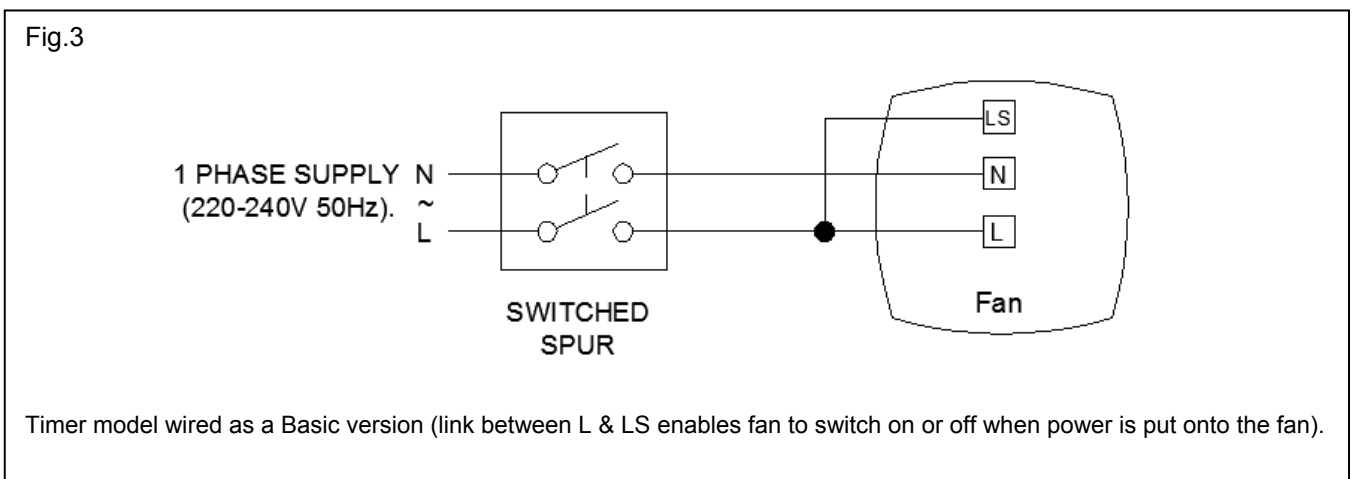 Fig.3
LS
1 PHASE SUPPLY N
N
(220-240V 50Hz). ~
L
L
SWITCHED
SPUR
Fan
Timer model wired as a Basic version (link between L & LS enables fan to switch on or off when power is put onto the fan).